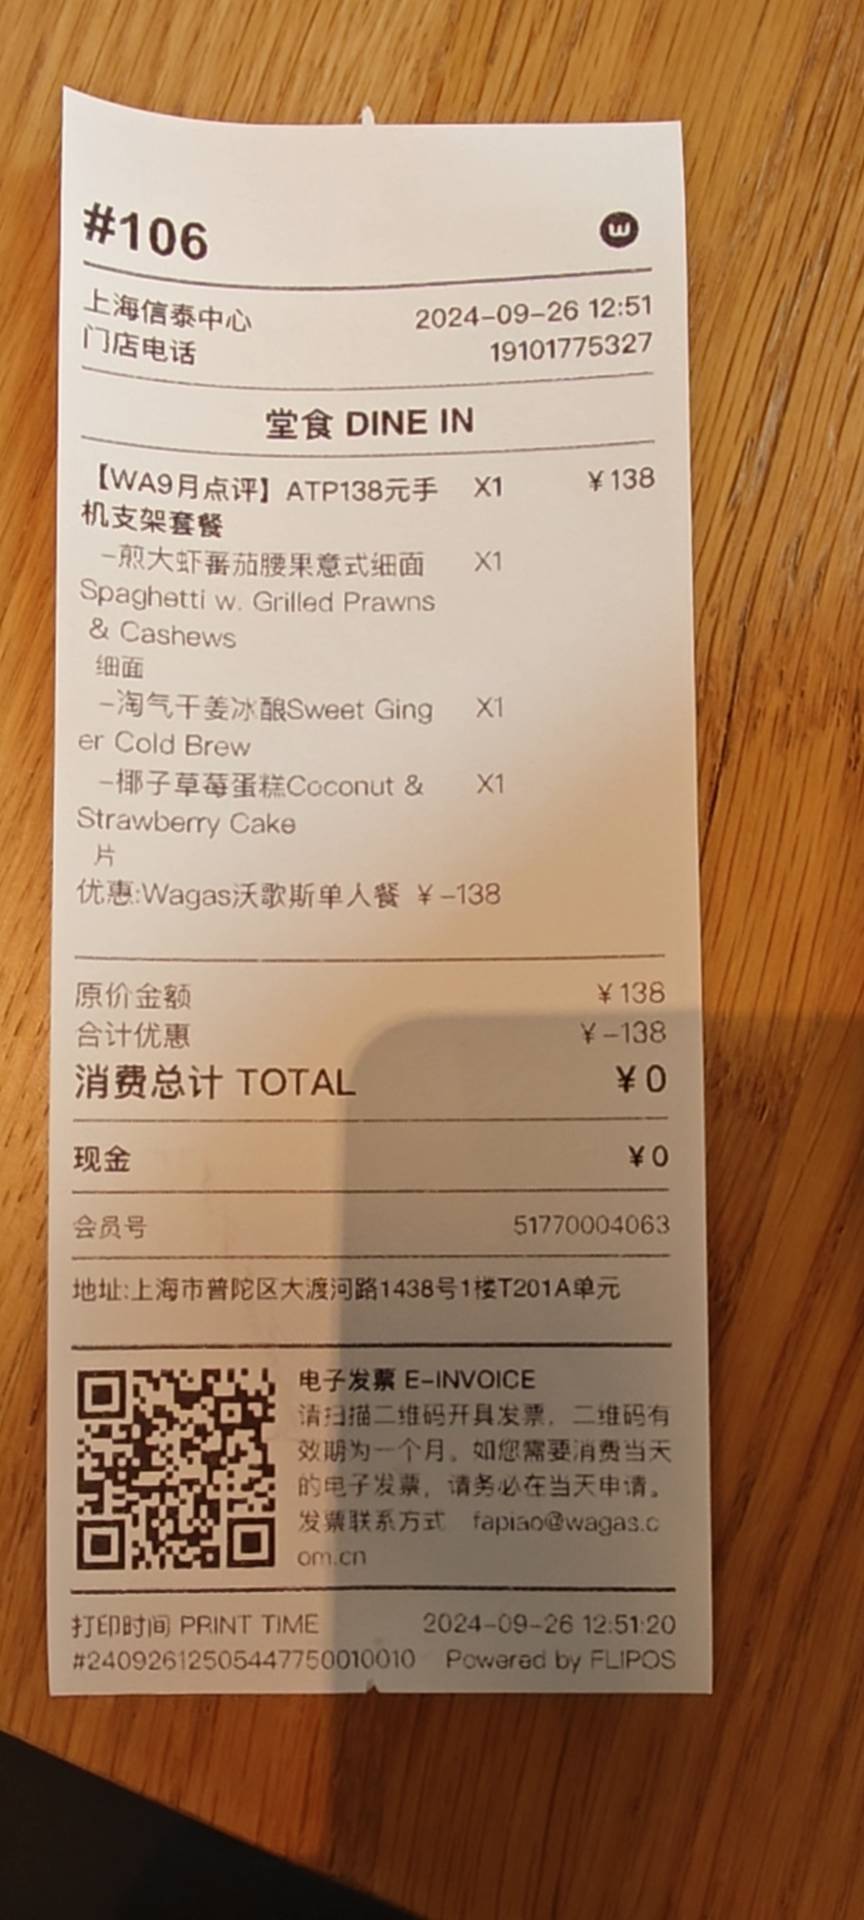 #106
w
上海信泰中心 2024-09-26 12:51
门店电话 19101775327
堂食 DINE IN
【WA9月点评】ATP138元手 X1 ¥138
机支架套餐
-煎大虾蕃茄腰果意式细面 X1
Spaghetti w. Grilled Prawns
& Cashews
细面
-淘气干姜冰酿Sweet Ging X1
er Cold Brew
-椰子草莓蛋糕Coconut & X1
Strawberry Cake
片
优惠:Wagas沃歌斯单人餐 ¥-138
原价金额 ¥138
合计优惠 ¥-138
消费总计 TOTAL ¥0
现金 ¥0
会员号 51770004063
地址:上海市普陀区大渡河路1438号1楼T201A单元
电子发票 E-INVOICE
请扫描二维码开具发票，二维码有
效期为一个月。如您需要消费当天
的电子发票，请务必在当天申请。
发票联系方式 fapiao@wagas.c
om.cn
打印时间 PRINT TIME 2024-09-26 12:51:20
#24092612505447750010010 Powered by FLIPOS